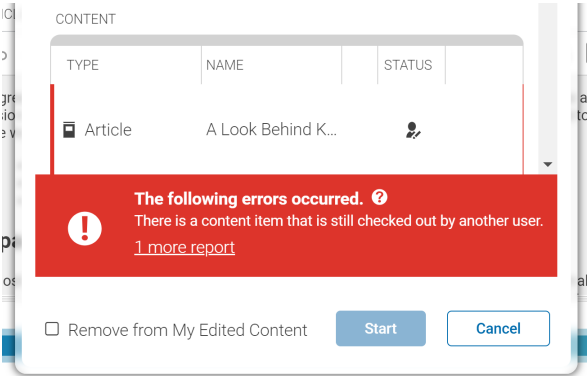 CONTENT
TYPE NAME STATUS
Article A Look Behind K...
The following errors occurred.
There is a content item that is still checked out by another user.
1 more report
Remove from My Edited Content Start Cancel